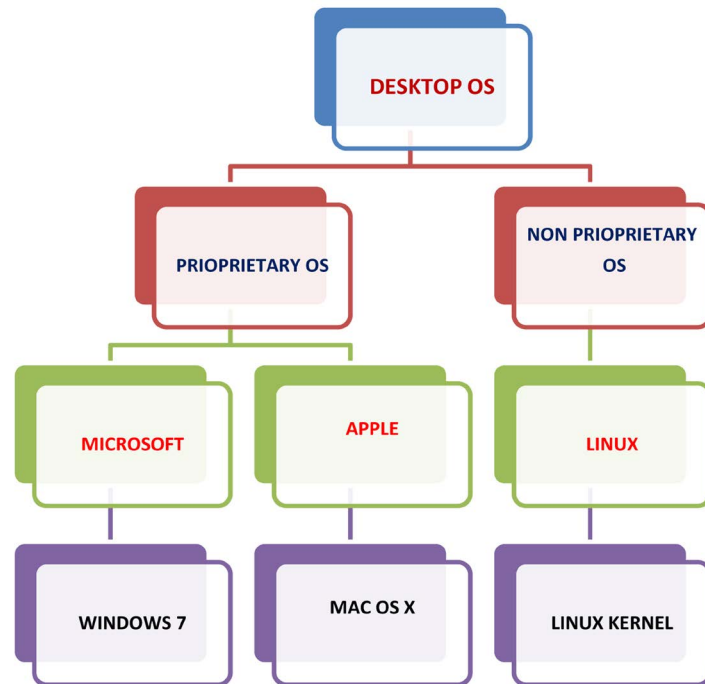 DESKTOP OS
PRIOPRIETARY OS
NON PRIOPRIETARY
OS
MICROSOFT
APPLE
LINUX
WINDOWS 7
MAC OS X
LINUX KERNEL